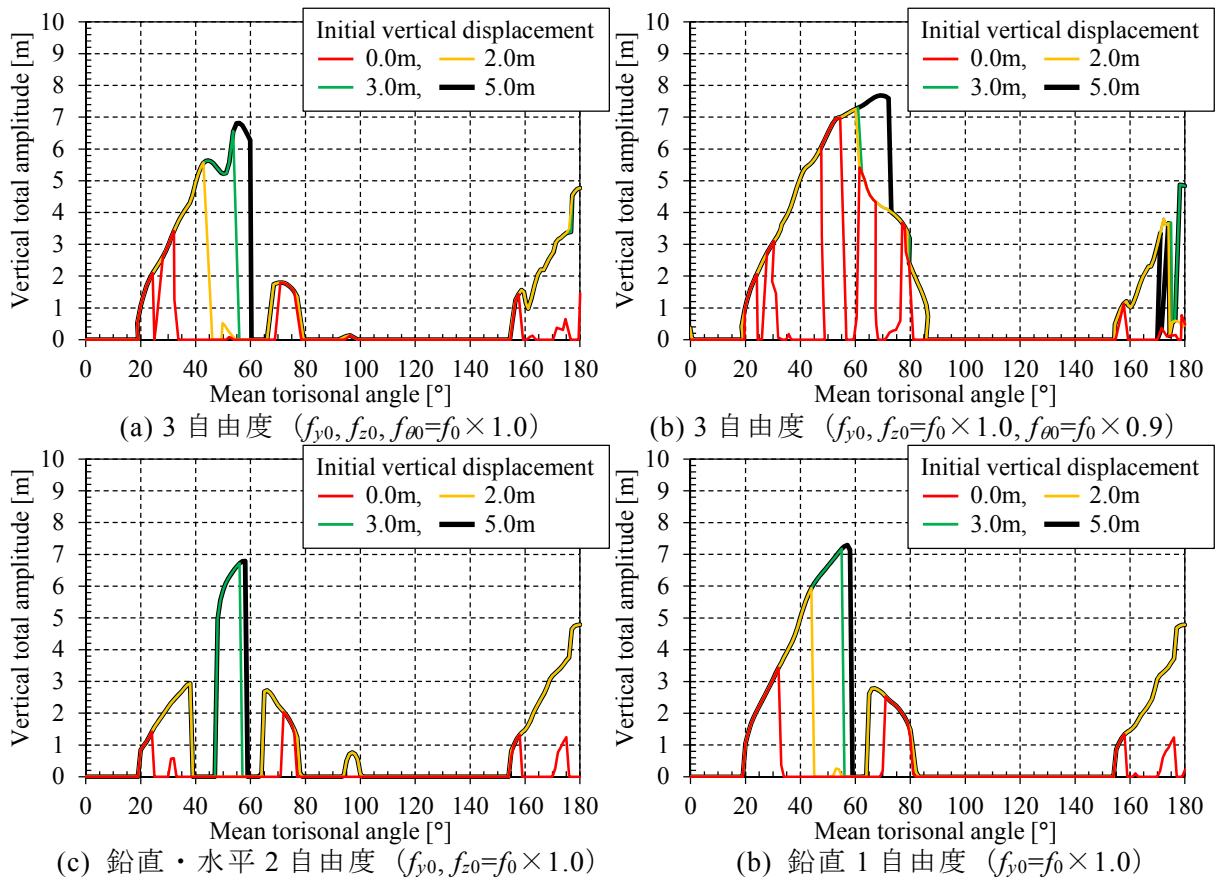 Vertical total amplitude [m]
10
9
8
7
6
5
4
3
2
1
0
Initial vertical displacement
0.0m, 2.0m
3.0m, 5.0m
0 20 40 60 80 100 120 140 160 180
Mean torisonal angle [°]
(a) 3 自由度 (fy0, fz0, fθ0=f0×1.0)
Vertical total amplitude [m]
10
9
8
7
6
5
4
3
2
1
0
Initial vertical displacement
0.0m, 2.0m
3.0m, 5.0m
0 20 40 60 80 100 120 140 160 180
Mean torisonal angle [°]
(b) 3 自由度 (fy0, fz0=f0×1.0, fθ0=f0×0.9)
Vertical total amplitude [m]
10
9
8
7
6
5
4
3
2
1
0
Initial vertical displacement
0.0m, 2.0m
3.0m, 5.0m
0 20 40 60 80 100 120 140 160 180
Mean torisonal angle [°]
(c) 鉛直・水平 2 自由度 (fy0, fz0=f0×1.0)
Vertical total amplitude [m]
10
9
8
7
6
5
4
3
2
1
0
Initial vertical displacement
0.0m, 2.0m
3.0m, 5.0m
0 20 40 60 80 100 120 140 160 180
Mean torisonal angle [°]
(b) 鉛直 1 自由度 (fy0=f0×1.0)